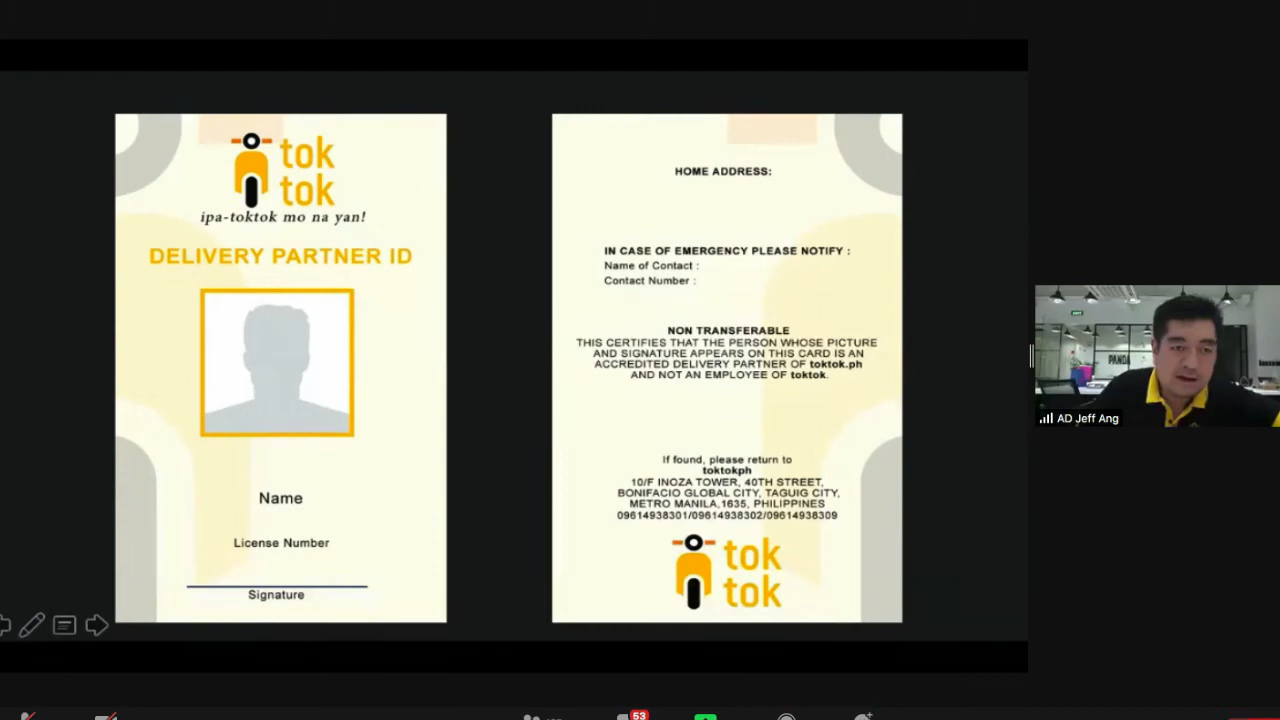 tok
tok
ipa-toktok mo na yan!
DELIVERY PARTNER ID
Name
License Number
Signature
HOME ADDRESS:
IN CASE OF EMERGENCY PLEASE NOTIFY :
Name of Contact :
Contact Number :
NON TRANSFERABLE
THIS CERTIFIES THAT THE PERSON WHOSE PICTURE
AND SIGNATURE APPEARS ON THIS CARD IS AN
ACCREDITED DELIVERY PARTNER OF toktok.ph
AND NOT AN EMPLOYEE OF toktok.
If found, please return to
toktokph
10/F INOZA TOWER, 40TH STREET,
BONIFACIO GLOBAL CITY, TAGUIG CITY,
METRO MANILA,1635, PHILIPPINES
09614938301/09614938302/09614938309
tok
tok
PANDA
AD Jeff Ang
53